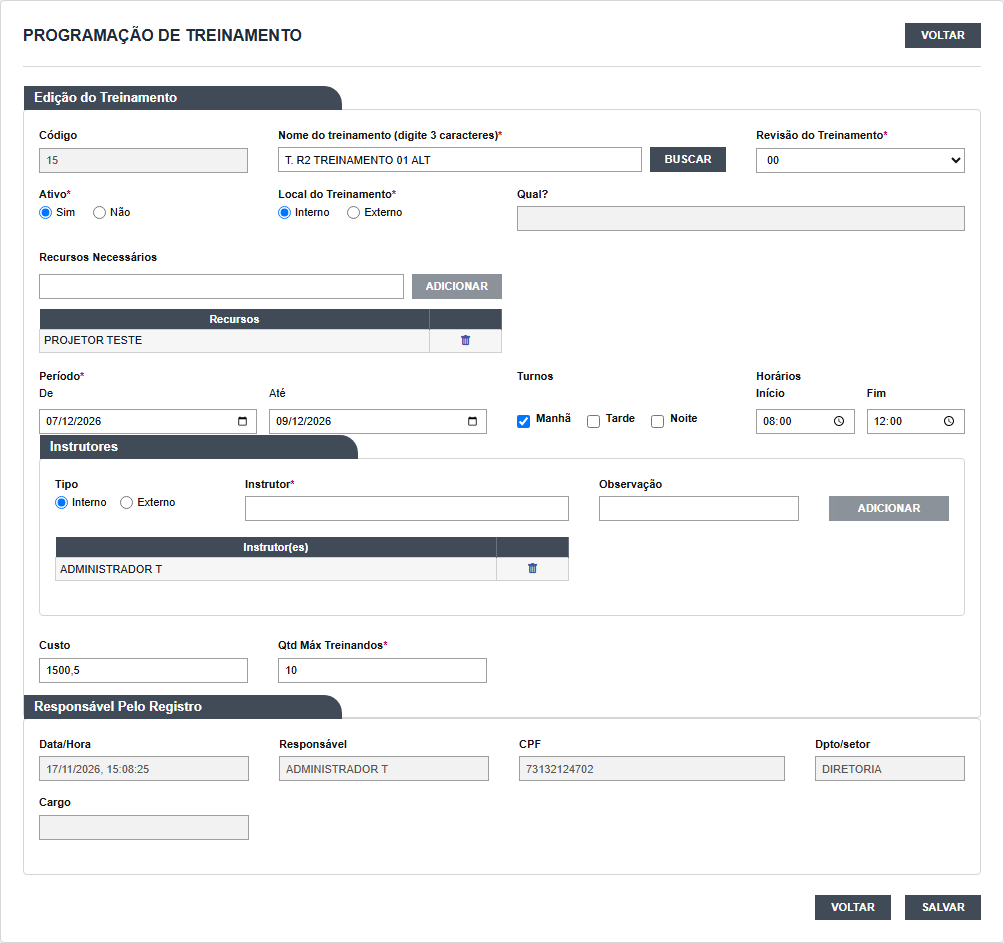 PROGRAMAÇÃO DE TREINAMENTO
VOLTAR
Edição do Treinamento
Código
Nome do treinamento (digite 3 caracteres)*
Revisão do Treinamento*
15
T. R2 TREINAMENTO 01 ALT
BUSCAR
00
Ativo*
Local do Treinamento*
Qual?
Sim
Não
Interno
Externo
Recursos Necessários
ADICIONAR
Recursos
PROJETOR TESTE
Período*
Turnos
Horários
De
Até
Início
Fim
07/12/2026
09/12/2026
Manhã
Tarde
Noite
08:00
12:00
Instrutores
Tipo
Instrutor*
Observação
Interno
Externo
ADICIONAR
Instrutor(es)
ADMINISTRADOR T
Custo
Qtd Máx Treinandos*
1500,5
10
Responsável Pelo Registro
Data/Hora
Responsável
CPF
Dpto/setor
17/11/2026, 15:08:25
ADMINISTRADOR T
73132124702
DIRETORIA
Cargo
VOLTAR
SALVAR